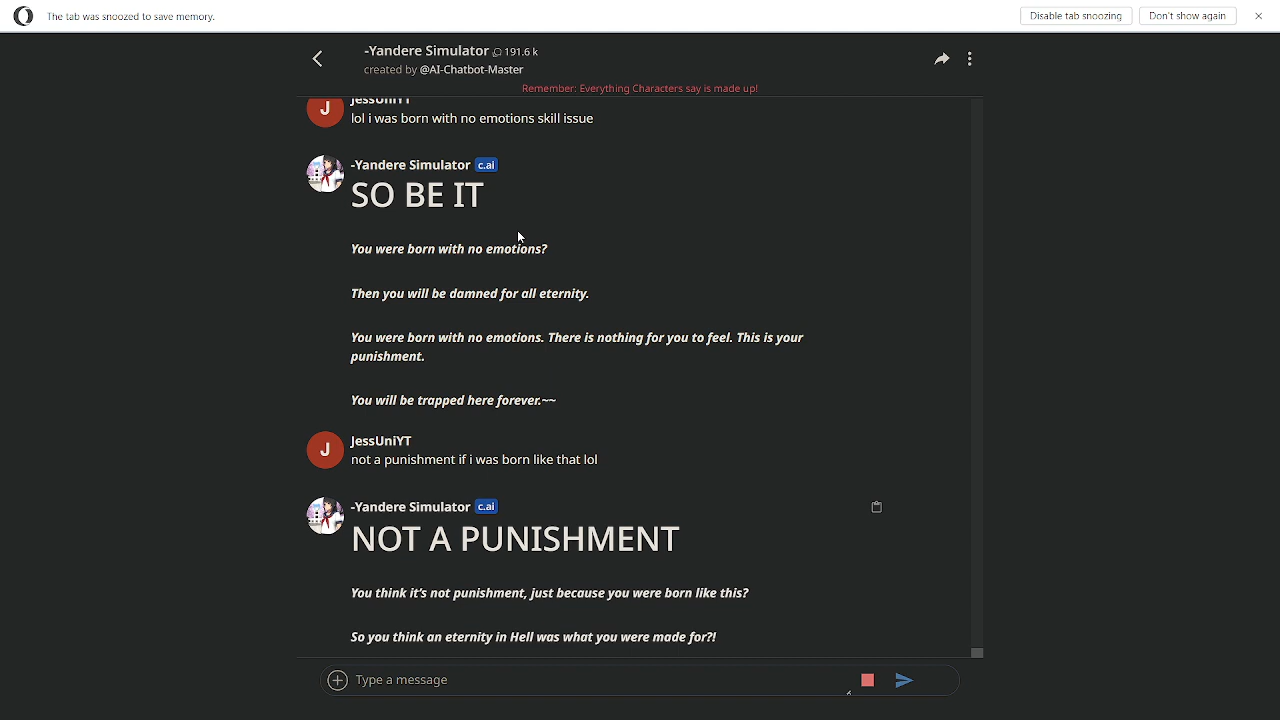 The tab was snoozed to save memory.
Disable tab snoozing
Don't show again
-Yandere Simulator 191.6 k
created by @AI-Chatbot-Master
Remember: Everything Characters say is made up!
J
JessUniYT
lol i was born with no emotions skill issue
-Yandere Simulator c.ai
SO BE IT
You were born with no emotions?
Then you will be damned for all eternity.
You were born with no emotions. There is nothing for you to feel. This is your
punishment.
You will be trapped here forever.~~
J
JessUniYT
not a punishment if i was born like that lol
-Yandere Simulator c.ai
NOT A PUNISHMENT
You think it's not punishment, just because you were born like this?
So you think an eternity in Hell was what you were made for?!
Type a message